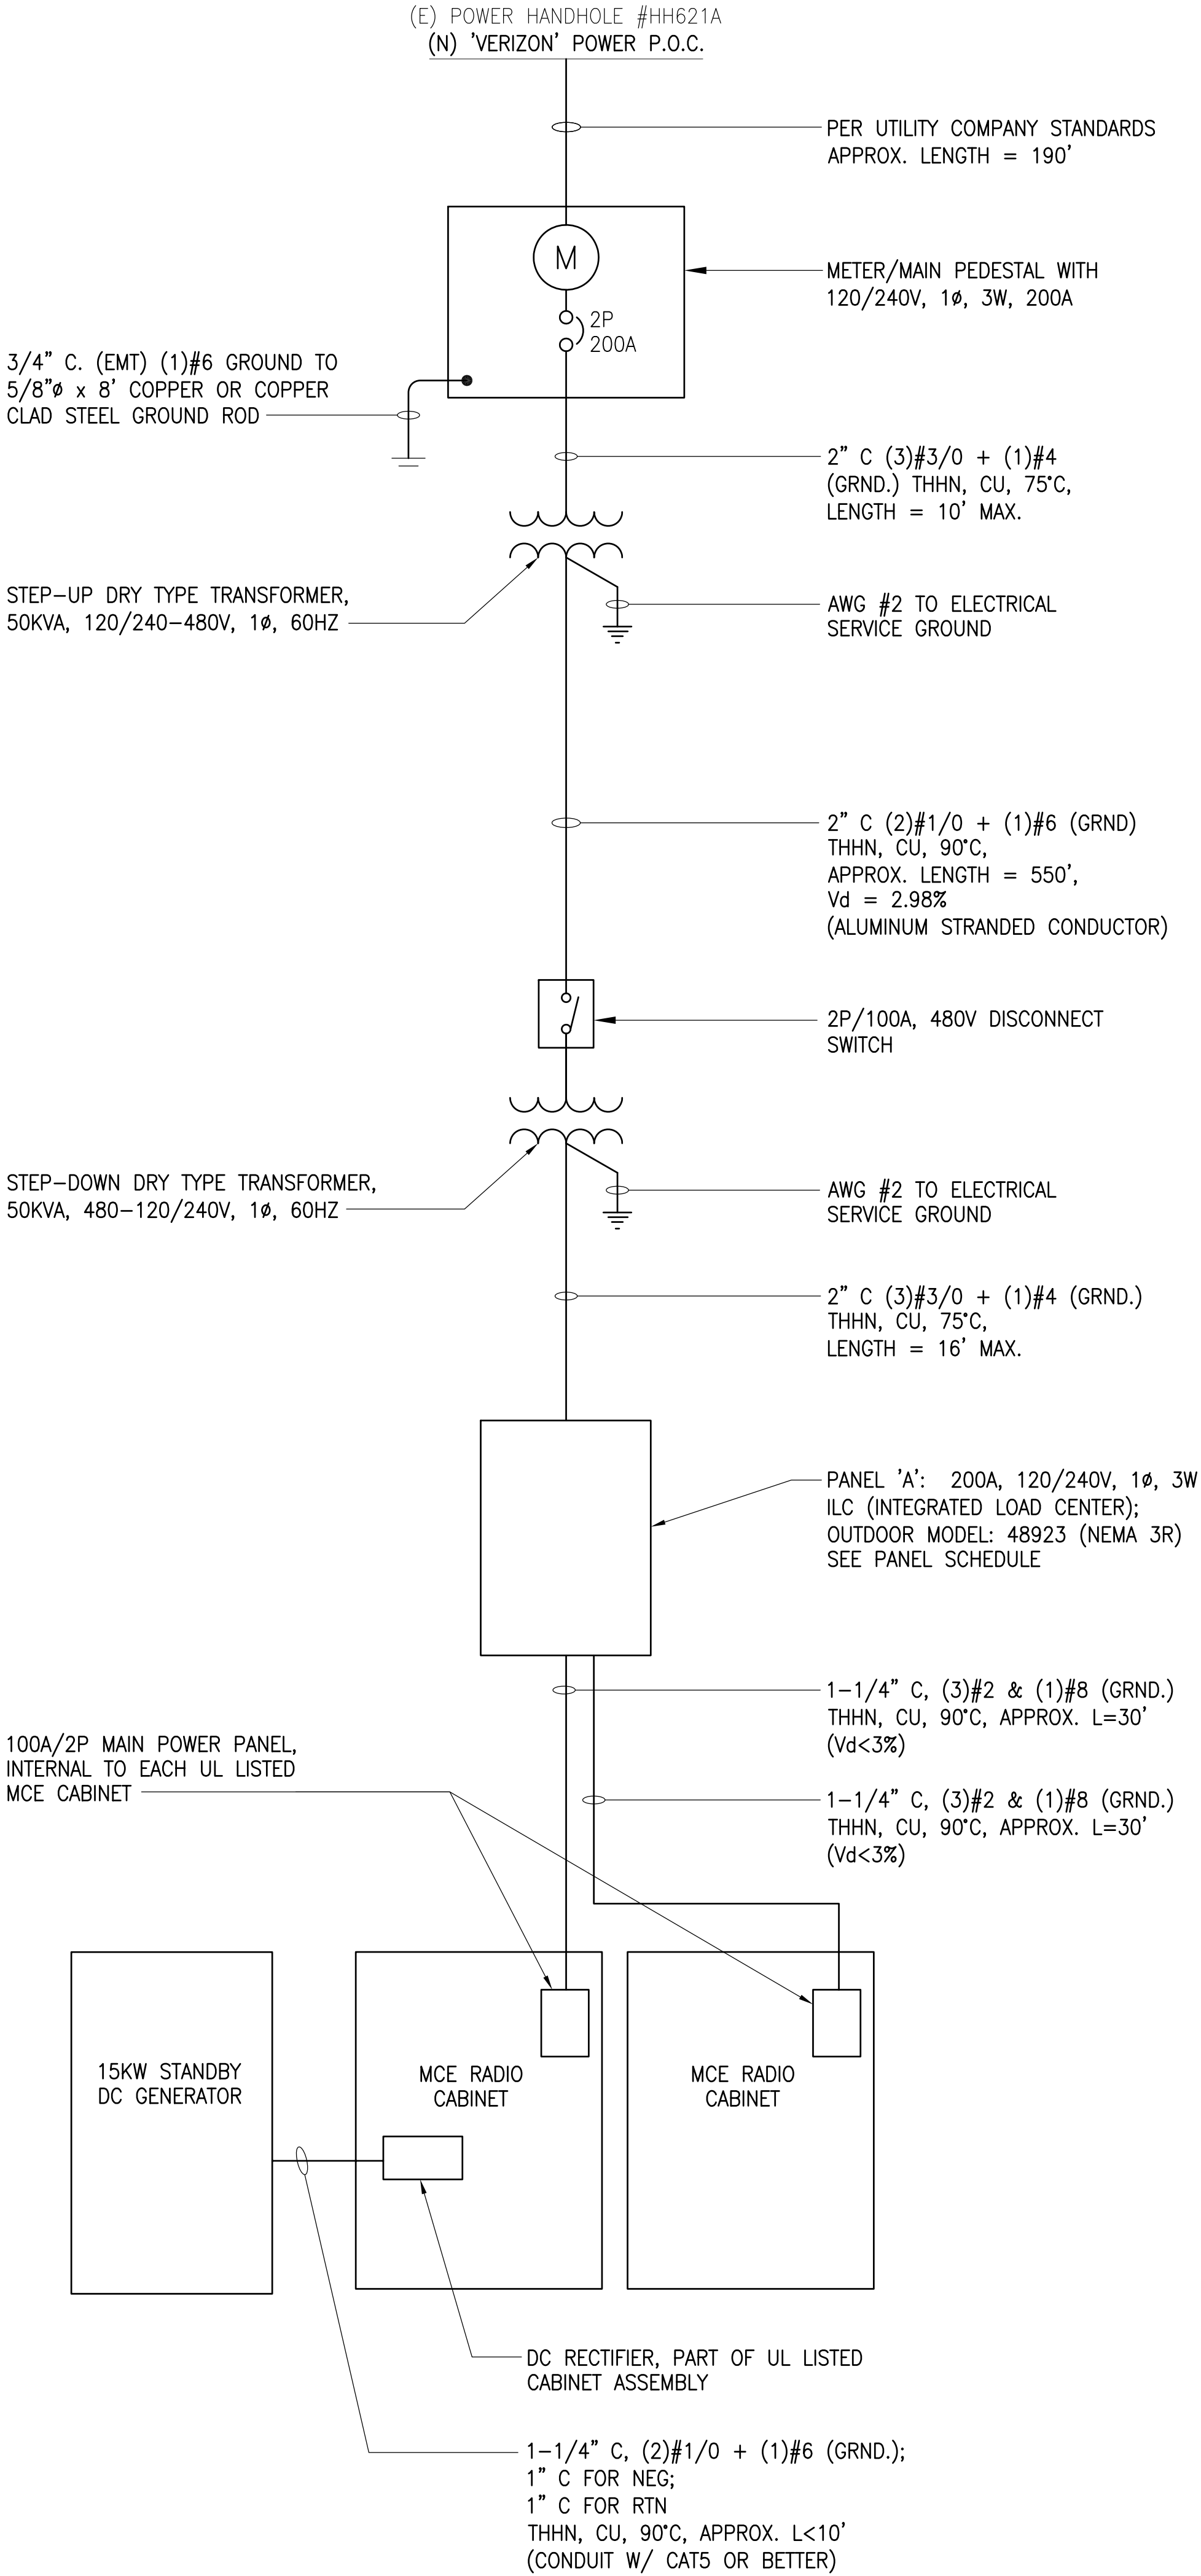 (E) POWER HANDHOLE #HH621A
(N) 'VERIZON' POWER P.O.C.
PER UTILITY COMPANY STANDARDS
APPROX. LENGTH = 190'
M
METER/MAIN PEDESTAL WITH
120/240V, 1ø, 3W, 200A
2P
200A
3/4" C. (EMT) (1)#6 GROUND TO
5/8"ø x 8' COPPER OR COPPER
CLAD STEEL GROUND ROD
2" C (3)#3/0 + (1)#4
(GRND.) THHN, CU, 75°C,
LENGTH = 10' MAX.
STEP-UP DRY TYPE TRANSFORMER,
50KVA, 120/240-480V, 1ø, 60HZ
AWG #2 TO ELECTRICAL
SERVICE GROUND
2" C (2)#1/0 + (1)#6 (GRND)
THHN, CU, 90°C,
APPROX. LENGTH = 550',
Vd = 2.98%
(ALUMINUM STRANDED CONDUCTOR)
2P/100A, 480V DISCONNECT
SWITCH
STEP-DOWN DRY TYPE TRANSFORMER,
50KVA, 480-120/240V, 1ø, 60HZ
AWG #2 TO ELECTRICAL
SERVICE GROUND
2" C (3)#3/0 + (1)#4 (GRND.)
THHN, CU, 75°C,
LENGTH = 16' MAX.
PANEL 'A': 200A, 120/240V, 1ø, 3W
ILC (INTEGRATED LOAD CENTER);
OUTDOOR MODEL: 48923 (NEMA 3R)
SEE PANEL SCHEDULE
1-1/4" C, (3)#2 & (1)#8 (GRND.)
THHN, CU, 90°C, APPROX. L=30'
(Vd<3%)
100A/2P MAIN POWER PANEL,
INTERNAL TO EACH UL LISTED
MCE CABINET
1-1/4" C, (3)#2 & (1)#8 (GRND.)
THHN, CU, 90°C, APPROX. L=30'
(Vd<3%)
15KW STANDBY
DC GENERATOR
MCE RADIO
CABINET
MCE RADIO
CABINET
DC RECTIFIER, PART OF UL LISTED
CABINET ASSEMBLY
1-1/4" C, (2)#1/0 + (1)#6 (GRND.);
1" C FOR NEG;
1" C FOR RTN
THHN, CU, 90°C, APPROX. L<10'
(CONDUIT W/ CAT5 OR BETTER)